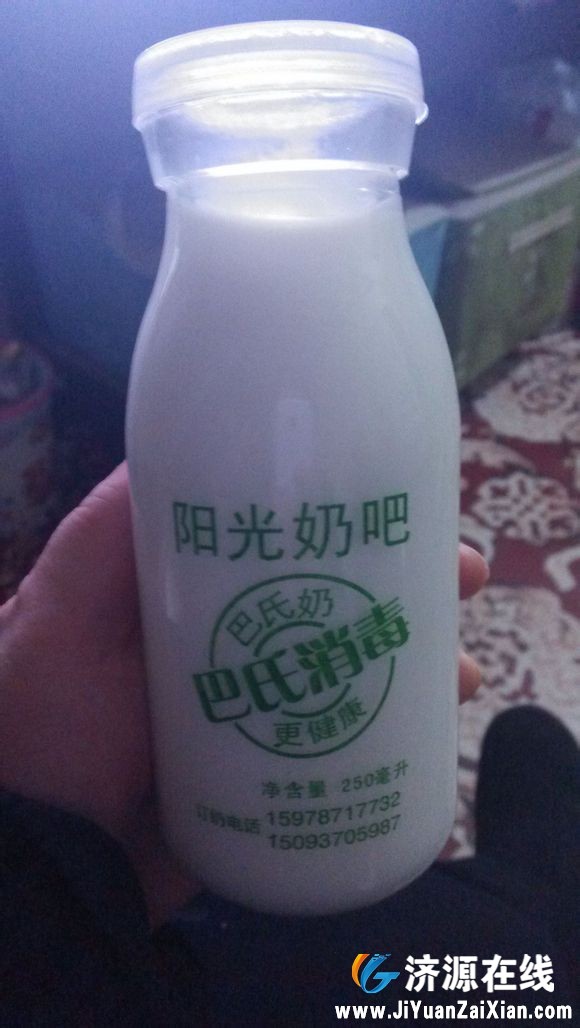 阳光奶吧
巴氏奶
巴氏消毒
更健康
净含量 250毫升
订奶电话 15978717732
15093705987
济源在线
www.JiYuanZaiXian.com